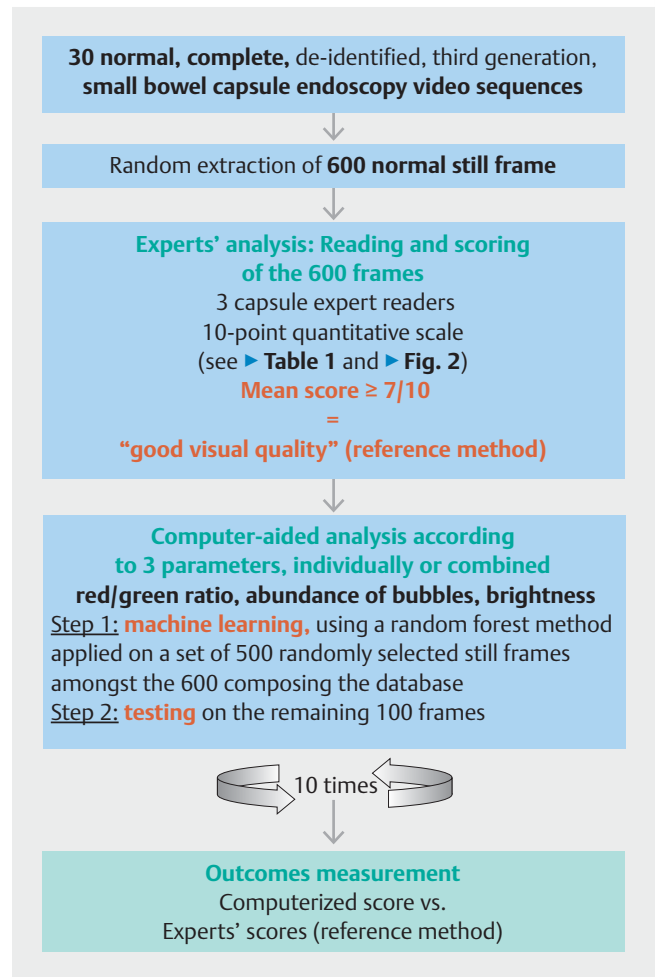 30 normal, complete, de-identified, third generation,
small bowel capsule endoscopy video sequences
Random extraction of 600 normal still frame
Experts’ analysis: Reading and scoring
of the 600 frames
3 capsule expert readers
10-point quantitative scale
(see ▶ Table 1 and ▶ Fig. 2)
Mean score ≥ 7/10
=
“good visual quality” (reference method)
Computer-aided analysis according
to 3 parameters, individually or combined
red/green ratio, abundance of bubbles, brightness
Step 1: machine learning, using a random forest method
applied on a set of 500 randomly selected still frames
amongst the 600 composing the database
Step 2: testing on the remaining 100 frames
10 times
Outcomes measurement
Computerized score vs.
Experts’ scores (reference method)